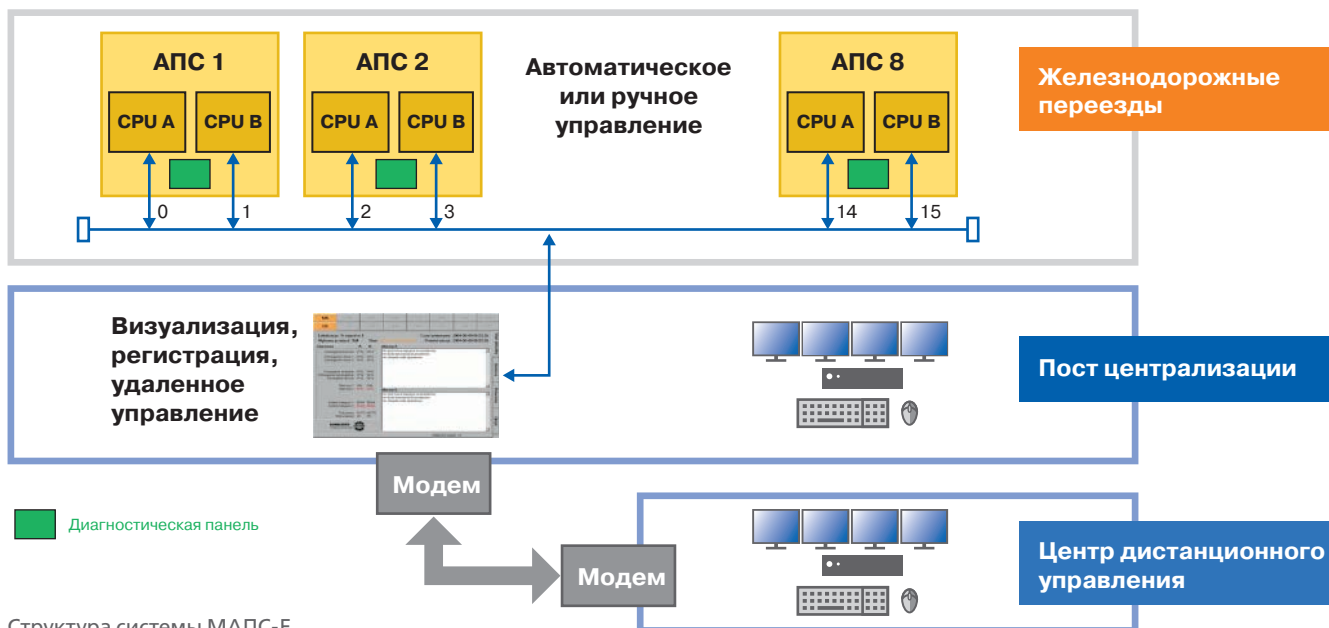 АПС 1
АПС 2
АПС 8
CPU A
CPU B
CPU A
CPU B
CPU A
CPU B
Автоматическое
или ручное
управление
Железнодорожные
переезды
0
1
2
3
14
15
Визуализация,
регистрация,
удаленное
управление
Пост централизации
Модем
Диагностическая панель
Модем
Центр дистанционного
управления